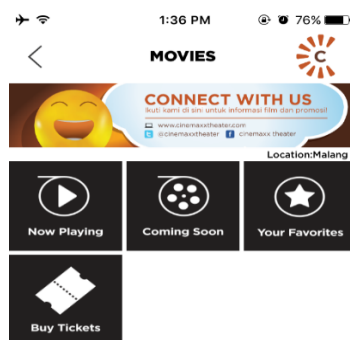 1:36 PM
76%
MOVIES
C
CONNECT WITH US
Ikuti kami di sini untuk informasi film dan promosi!
www.cinemaxxtheater.com
@cinemaxxtheater cinemaxx theater
Location:Malang
Now Playing
Coming Soon
Your Favorites
Buy Tickets